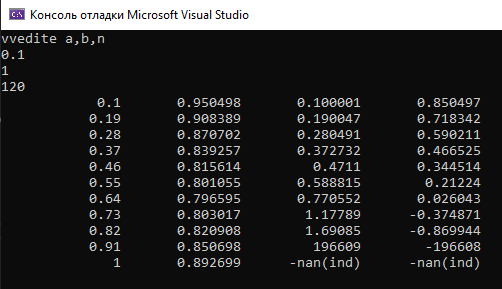 Консоль отладки Microsoft Visual Studio
vvedite a,b,n
0.1
1
120
0.1 0.950498 0.100001 0.850497
0.19 0.908389 0.190047 0.718342
0.28 0.870702 0.280491 0.590211
0.37 0.839257 0.372732 0.466525
0.46 0.815614 0.4711 0.344514
0.55 0.801055 0.588815 0.21224
0.64 0.796595 0.770552 0.026043
0.73 0.803017 1.17789 -0.374871
0.82 0.820908 1.69085 -0.869944
0.91 0.850698 196609 -196608
1 0.892699 -nan(ind) -nan(ind)